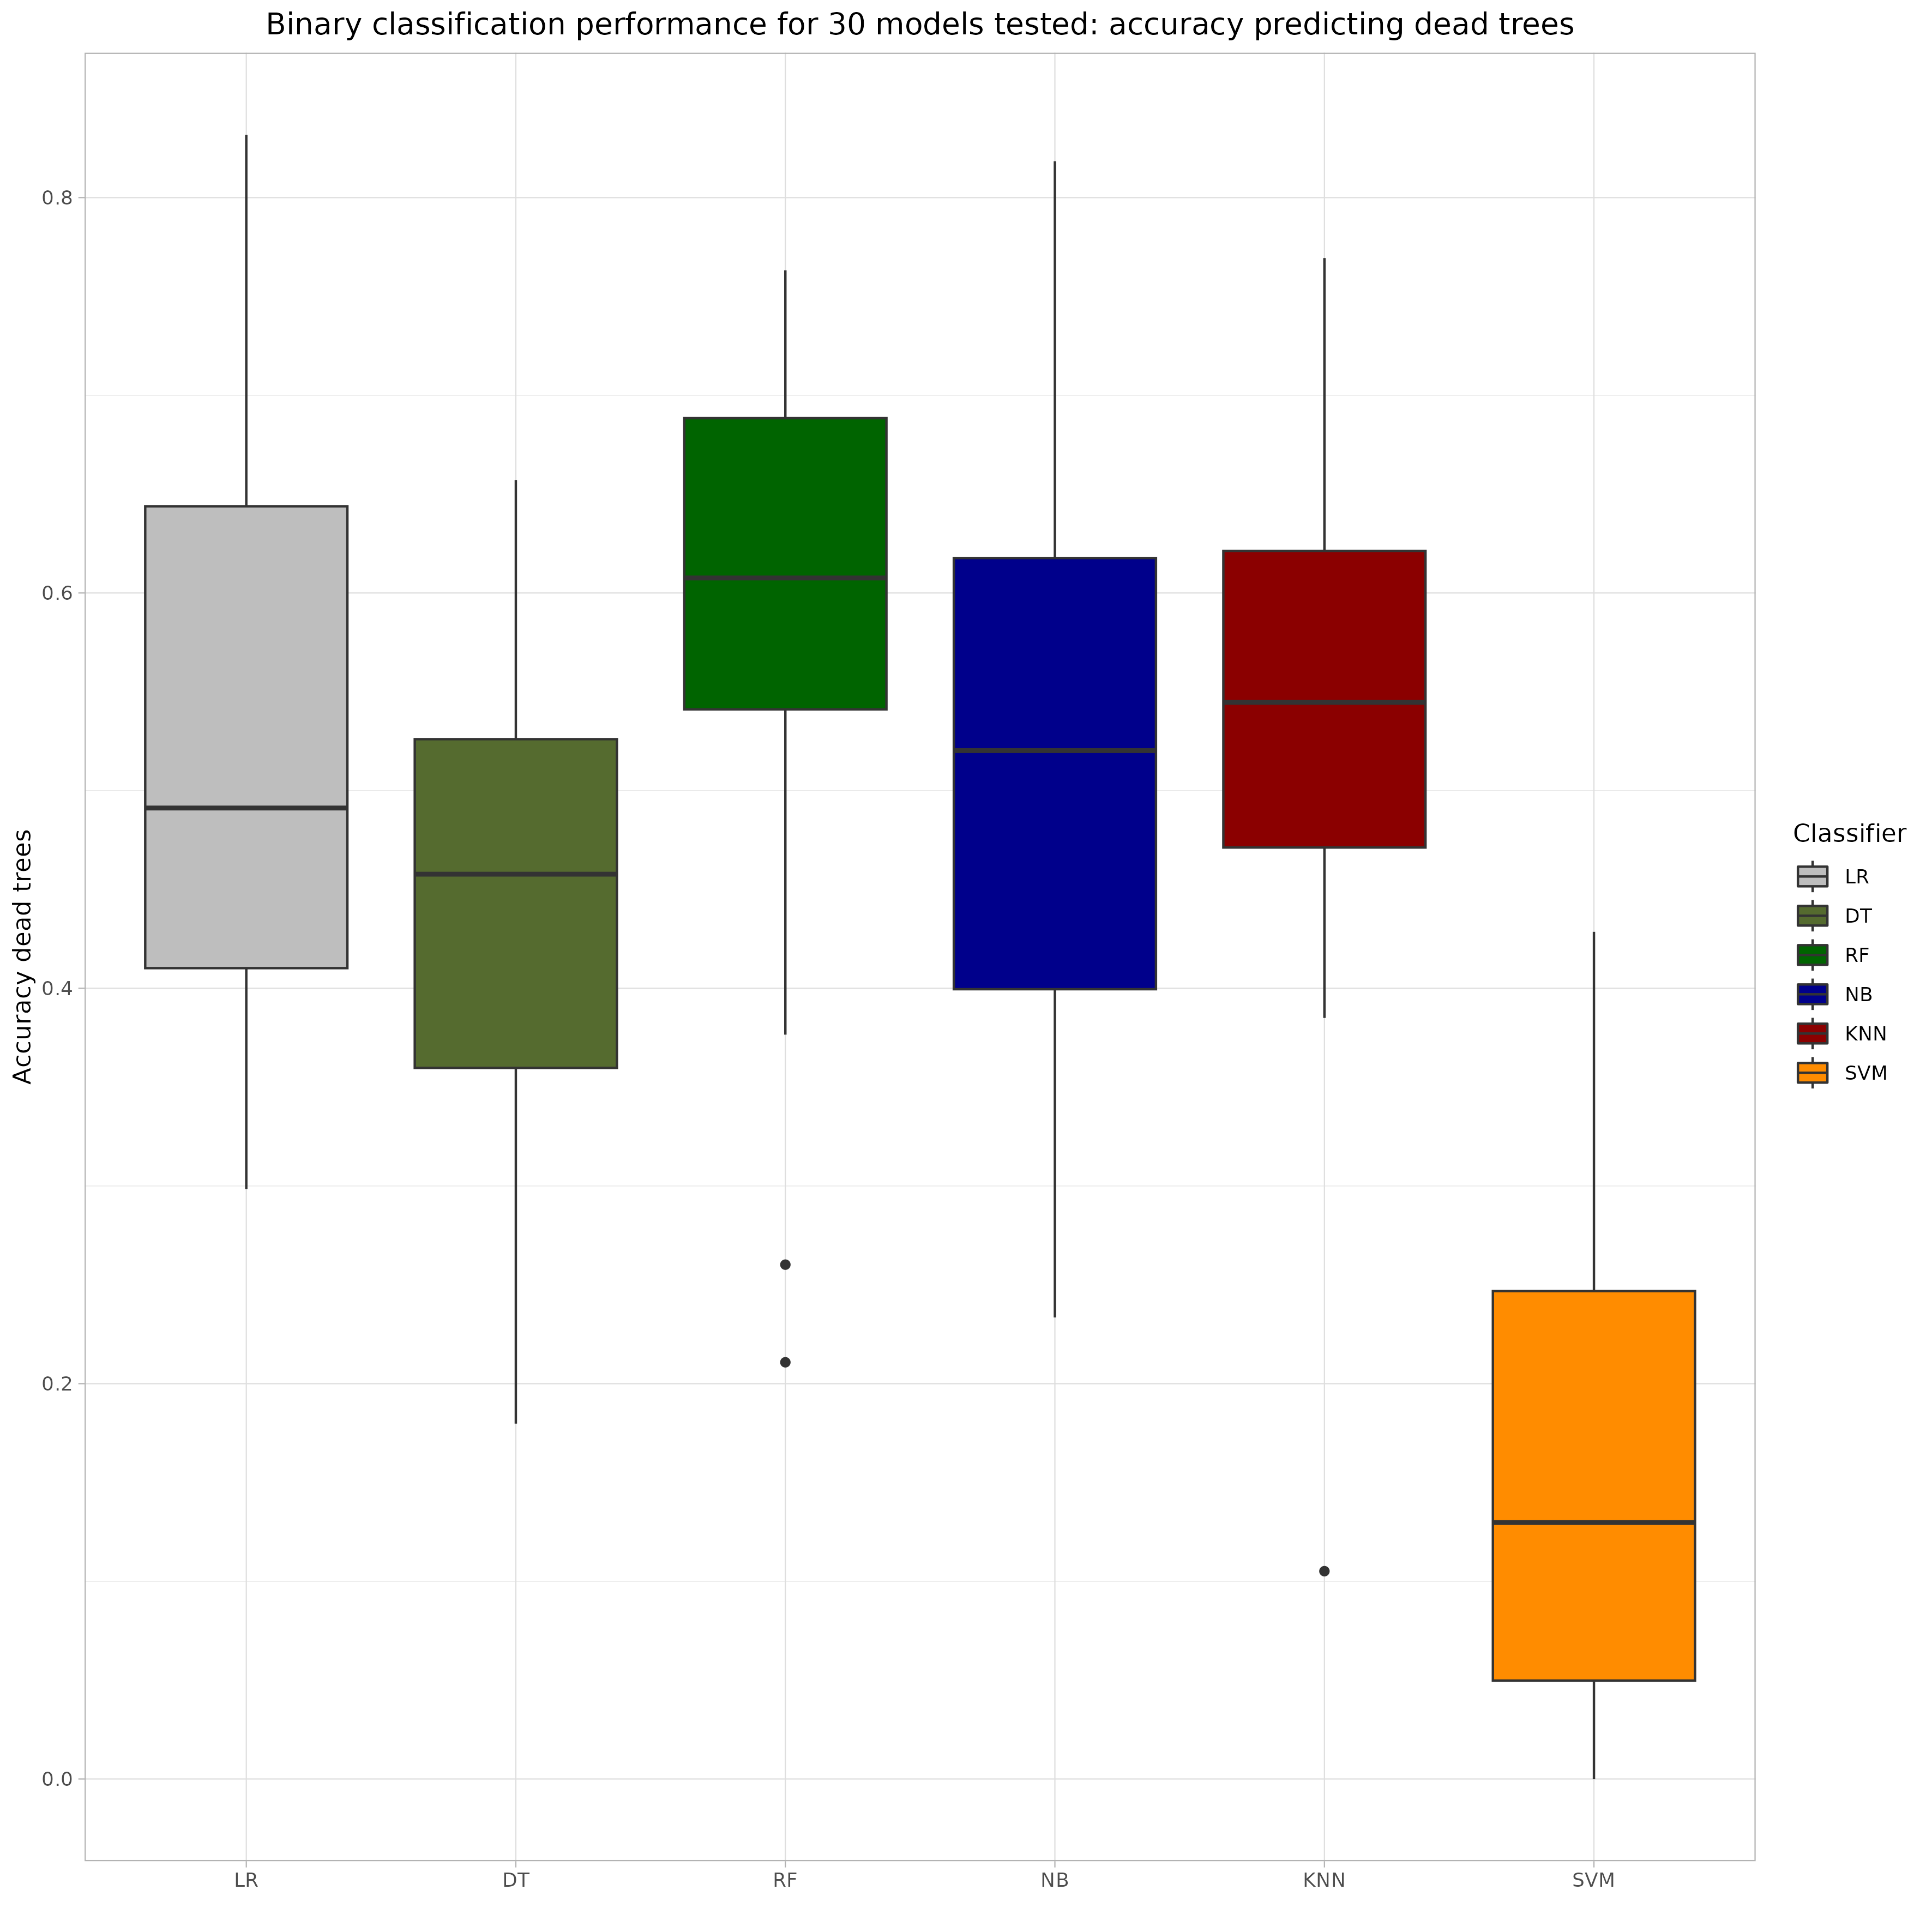 Binary classification performance for 30 models tested: accuracy predicting dead trees
Accuracy dead trees
0.8
0.6
0.4
0.2
0.0
LR
DT
RF
NB
KNN
SVM
Classifier
LR
DT
RF
NB
KNN
SVM